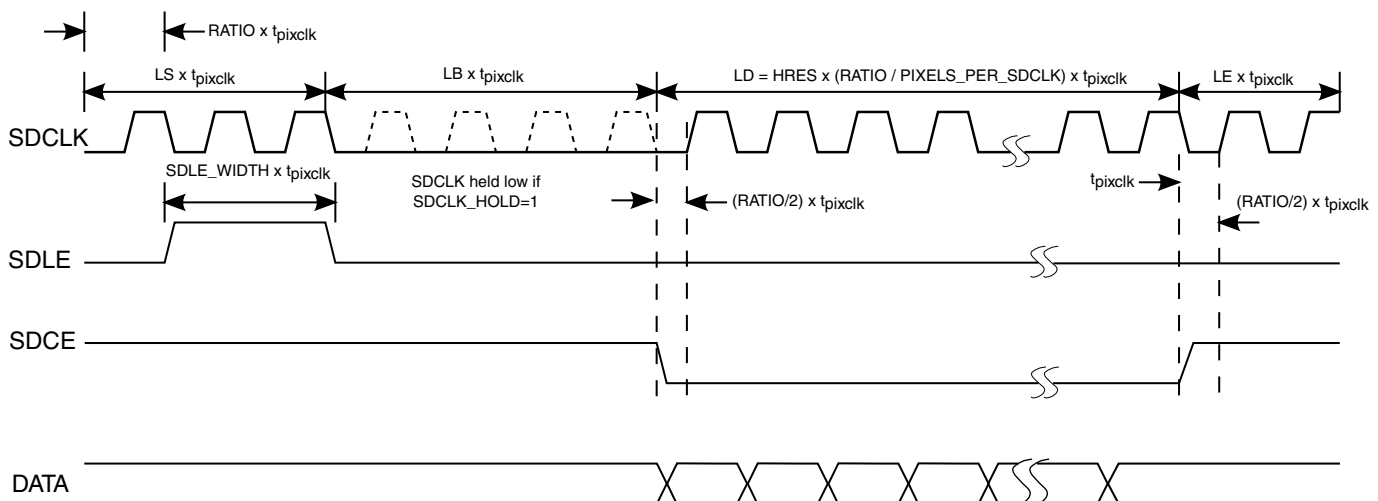 RATIO x tpixclk
LS x tpixclk
LB x tpixclk
LD = HRES x (RATIO / PIXELS_PER_SDCLK) x tpixclk
LE x tpixclk
SDCLK
SDLE_WIDTH x tpixclk
SDCLK held low if
SDCLK_HOLD=1
(RATIO/2) x tpixclk
tpixclk
(RATIO/2) x tpixclk
SDLE
SDCE
DATA